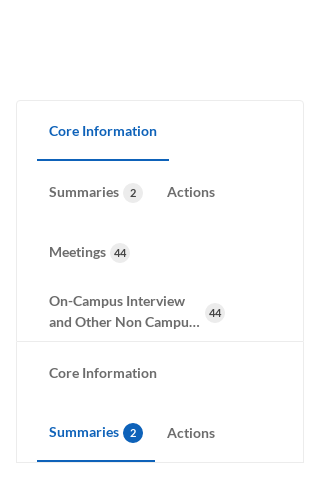 Core Information
Summaries 2 Actions
Meetings 44
On-Campus Interview
and Other Non Campu... 44
Core Information
Summaries 2 Actions